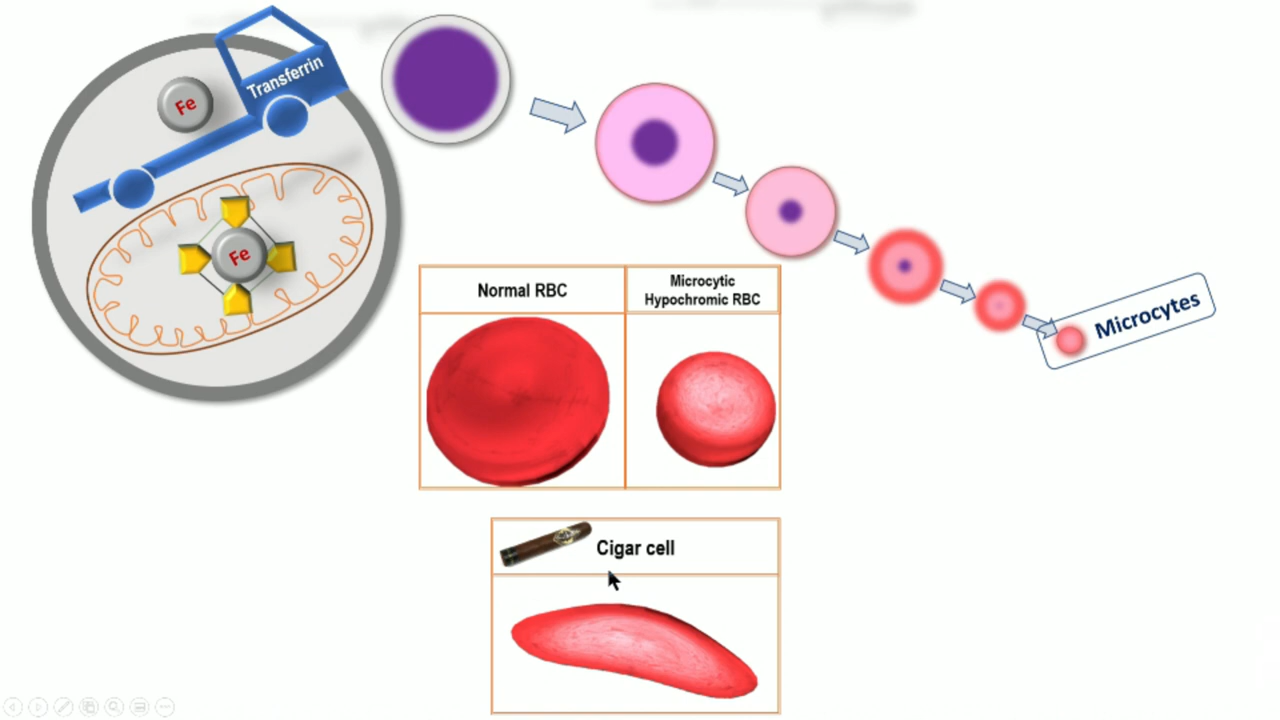 Transferrin
Fe
Fe
Normal RBC
Microcytic
Hypochromic RBC
Microcytes
Cigar cell